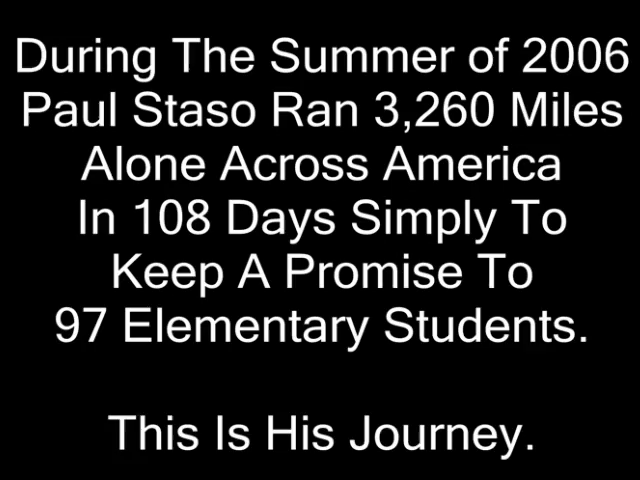 During The Summer of 2006
Paul Staso Ran 3,260 Miles
Alone Across America
In 108 Days Simply To
Keep A Promise To
97 Elementary Students.
This Is His Journey.